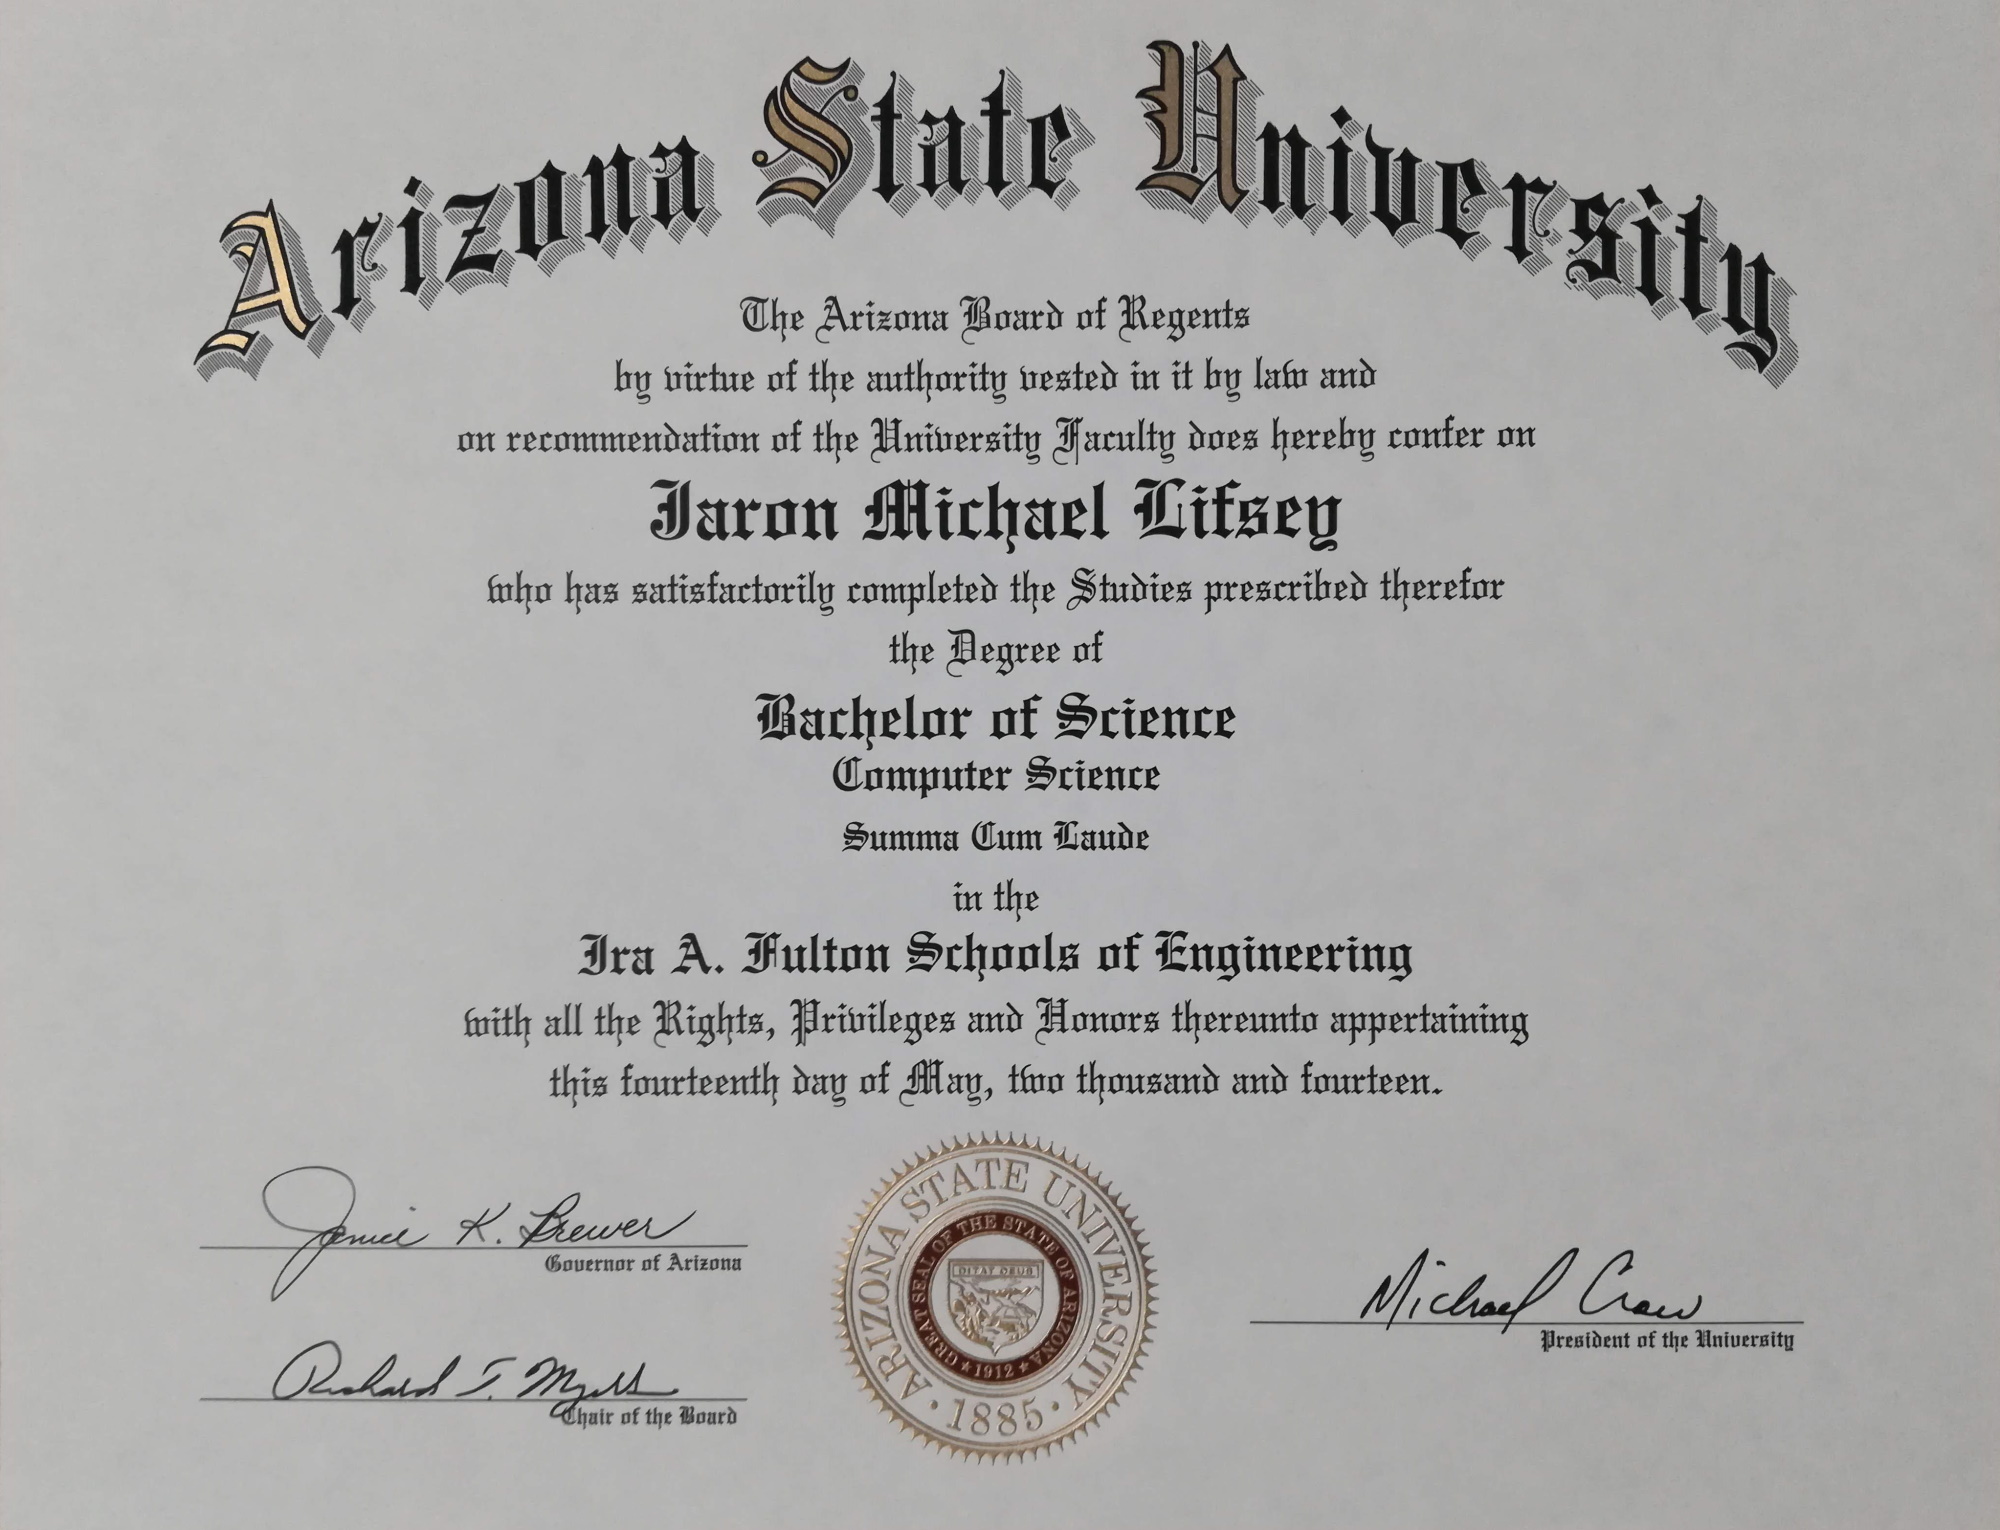 Arizona State University
The Arizona Board of Regents
by virtue of the authority vested in it by law and
on recommendation of the University Faculty does hereby confer on
Jaron Michael Lifsey
who has satisfactorily completed the Studies prescribed therefor
the Degree of
Bachelor of Science
Computer Science
Summa Cum Laude
in the
Ira A. Fulton Schools of Engineering
with all the Rights, Privileges and Honors thereunto appertaining
this fourteenth day of May, two thousand and fourteen.
Janice K. Brewer
Governor of Arizona
Richard T. Myers
Chair of the Board
ARIZONA STATE UNIVERSITY
· 1885 ·
GREAT SEAL OF THE STATE OF ARIZONA
★ 1912 ★
DITAT DEUS
Michael Crow
President of the University